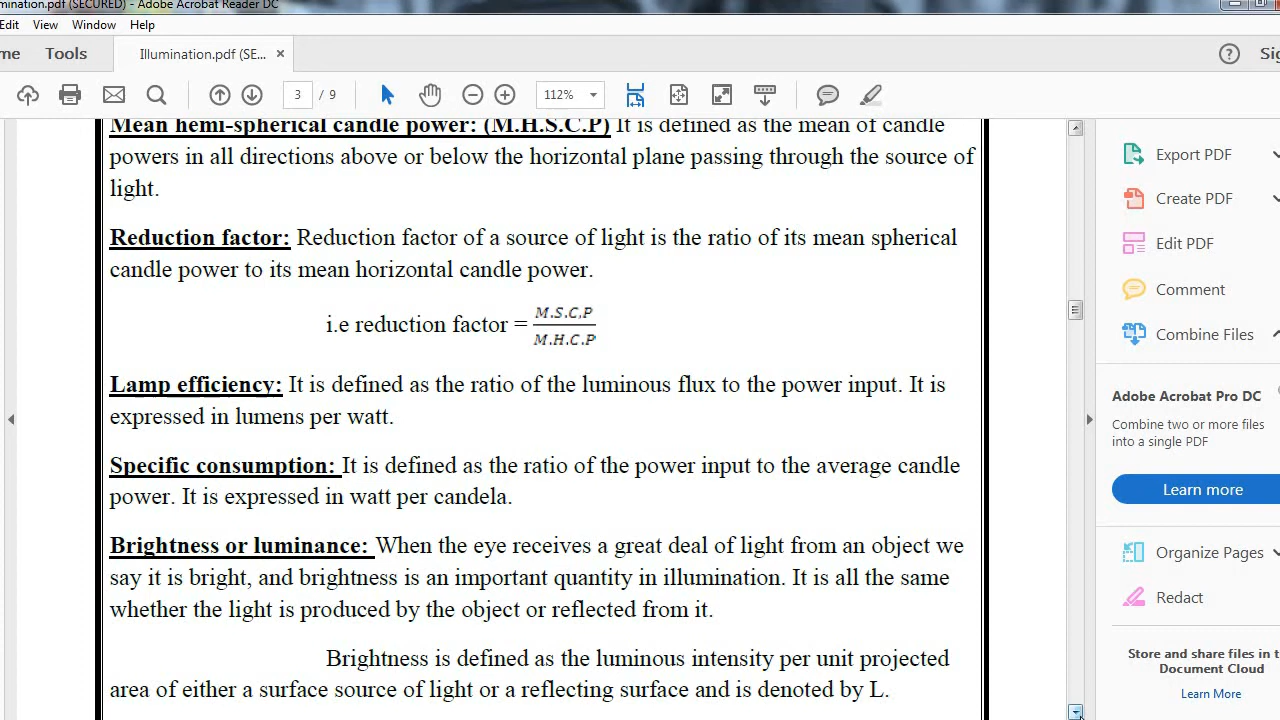 mination.pdf (SECURED) - Adobe Acrobat Reader DC
Edit View Window Help
me Tools Illumination.pdf (SE... ×
3 / 9 112%
Mean hemi-spherical candle power: (M.H.S.C.P) It is defined as the mean of candle
powers in all directions above or below the horizontal plane passing through the source of
light.
Reduction factor: Reduction factor of a source of light is the ratio of its mean spherical
candle power to its mean horizontal candle power.
i.e reduction factor = M.S.C,P
M.H.C.P
Lamp efficiency: It is defined as the ratio of the luminous flux to the power input. It is
expressed in lumens per watt.
Specific consumption: It is defined as the ratio of the power input to the average candle
power. It is expressed in watt per candela.
Brightness or luminance: When the eye receives a great deal of light from an object we
say it is bright, and brightness is an important quantity in illumination. It is all the same
whether the light is produced by the object or reflected from it.
Brightness is defined as the luminous intensity per unit projected
area of either a surface source of light or a reflecting surface and is denoted by L.
Sig
Export PDF
Create PDF
Edit PDF
Comment
Combine Files
Adobe Acrobat Pro DC
Combine two or more files
into a single PDF
Learn more
Organize Pages
Redact
Store and share files in t
Document Cloud
Learn More